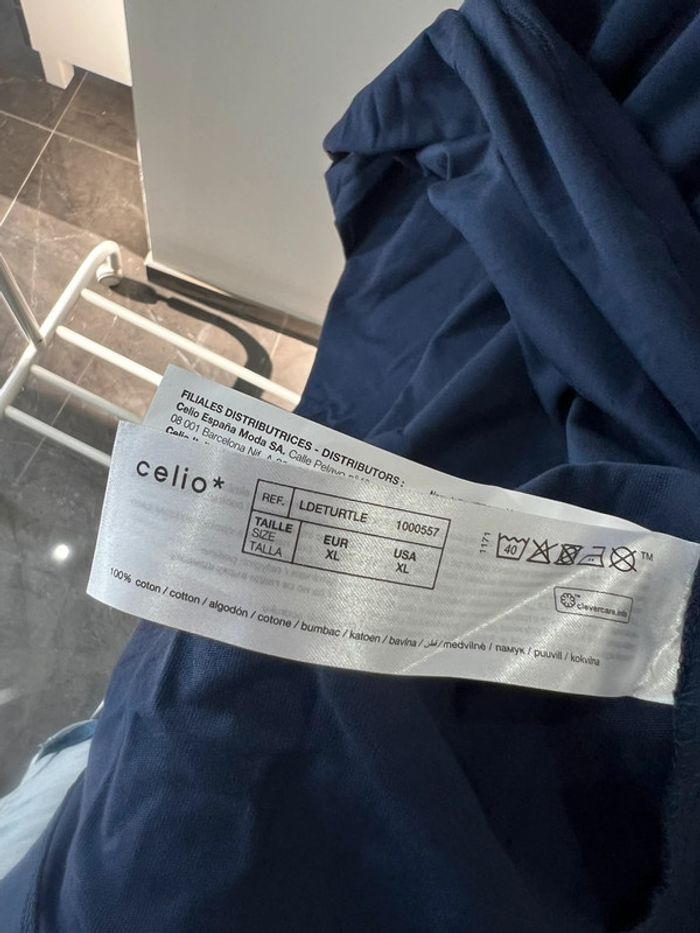 FILIALES DISTRIBUTRICES - DISTRIBUTORS :
Celio España Moda SA, Calle Pelayo
08 001 Barcelona Nif.
celio*
REF. LDETURTLE 1000557
TAILLE
SIZE
TALLA
EUR
XL
USA
XL
1171
40
TM
clevercare.info
100% coton / cotton / algodón / cotone / bumbac / katoen / bavlna / قطن / medvilnė / памук / puuvill / kokvilna